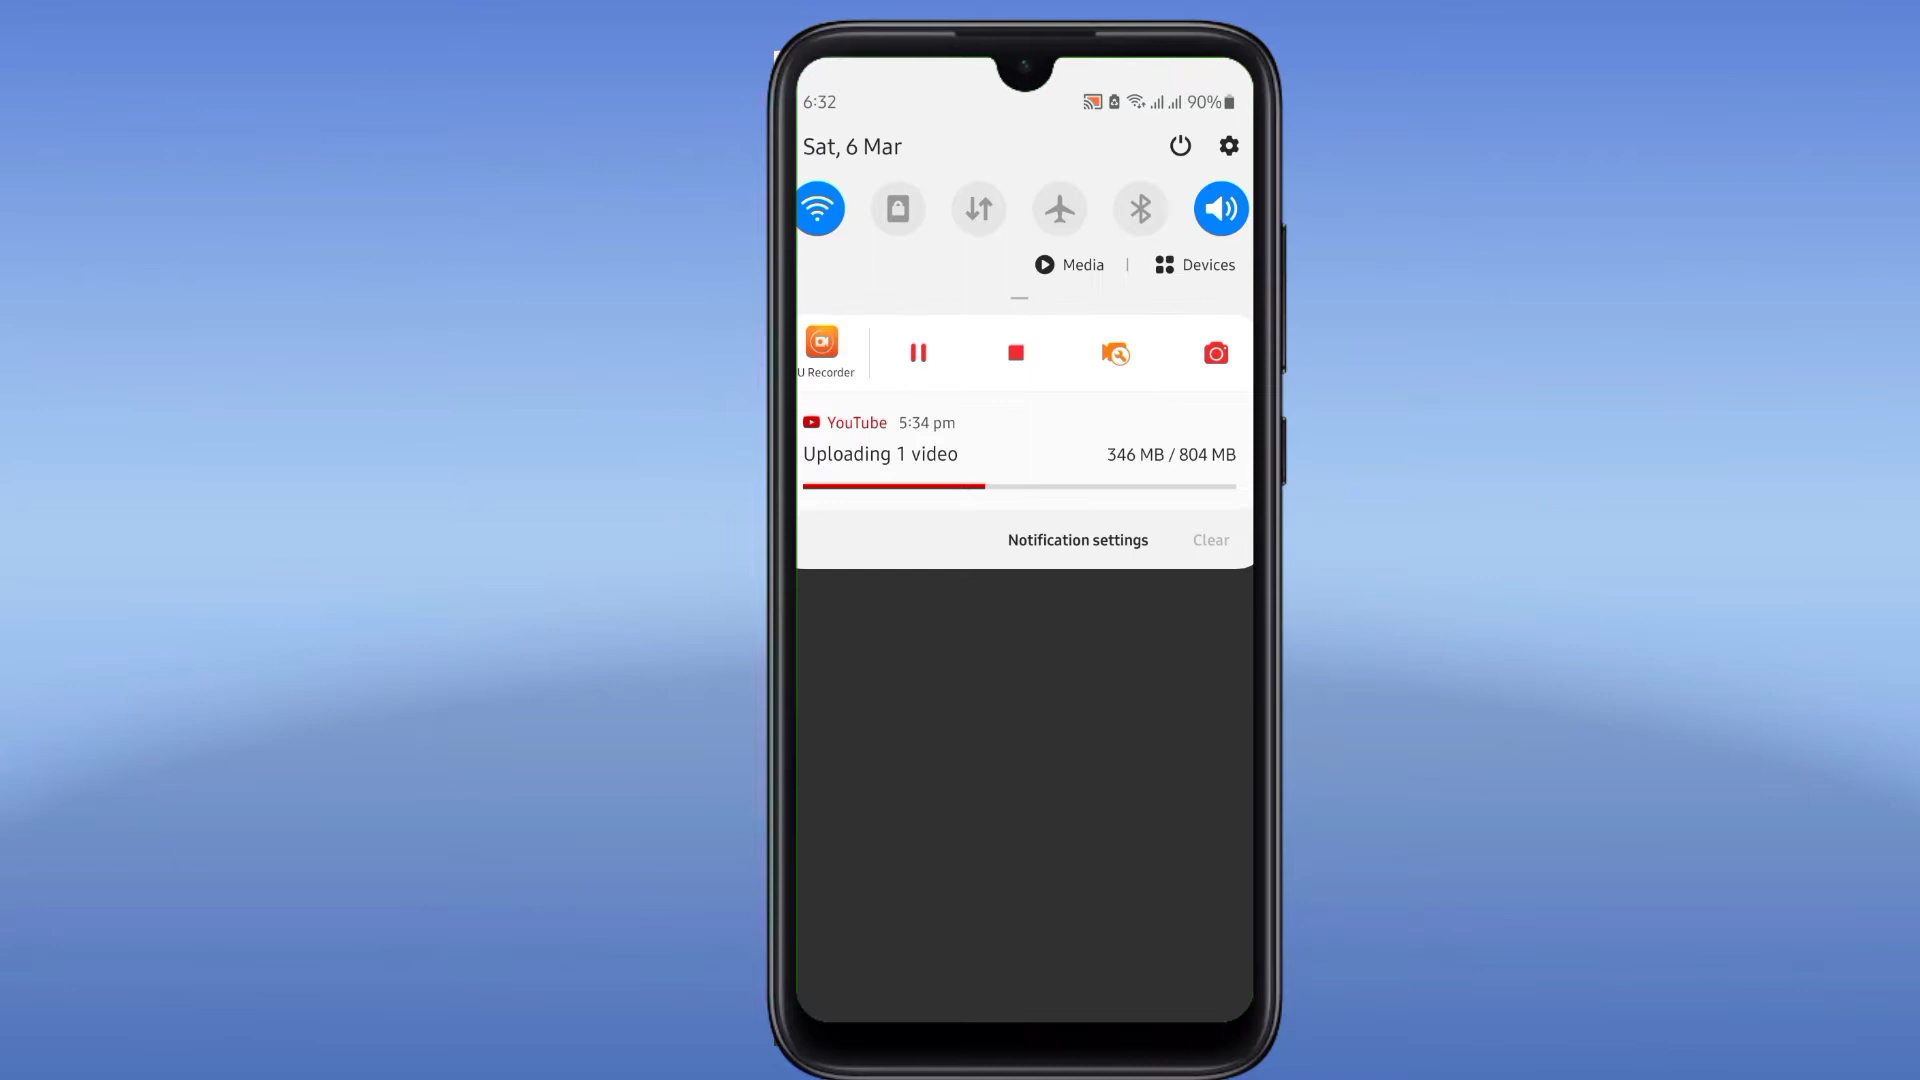 6:32 90%
Sat, 6 Mar
Media | Devices
U Recorder
YouTube 5:34 pm
Uploading 1 video 346 MB / 804 MB
Notification settings Clear